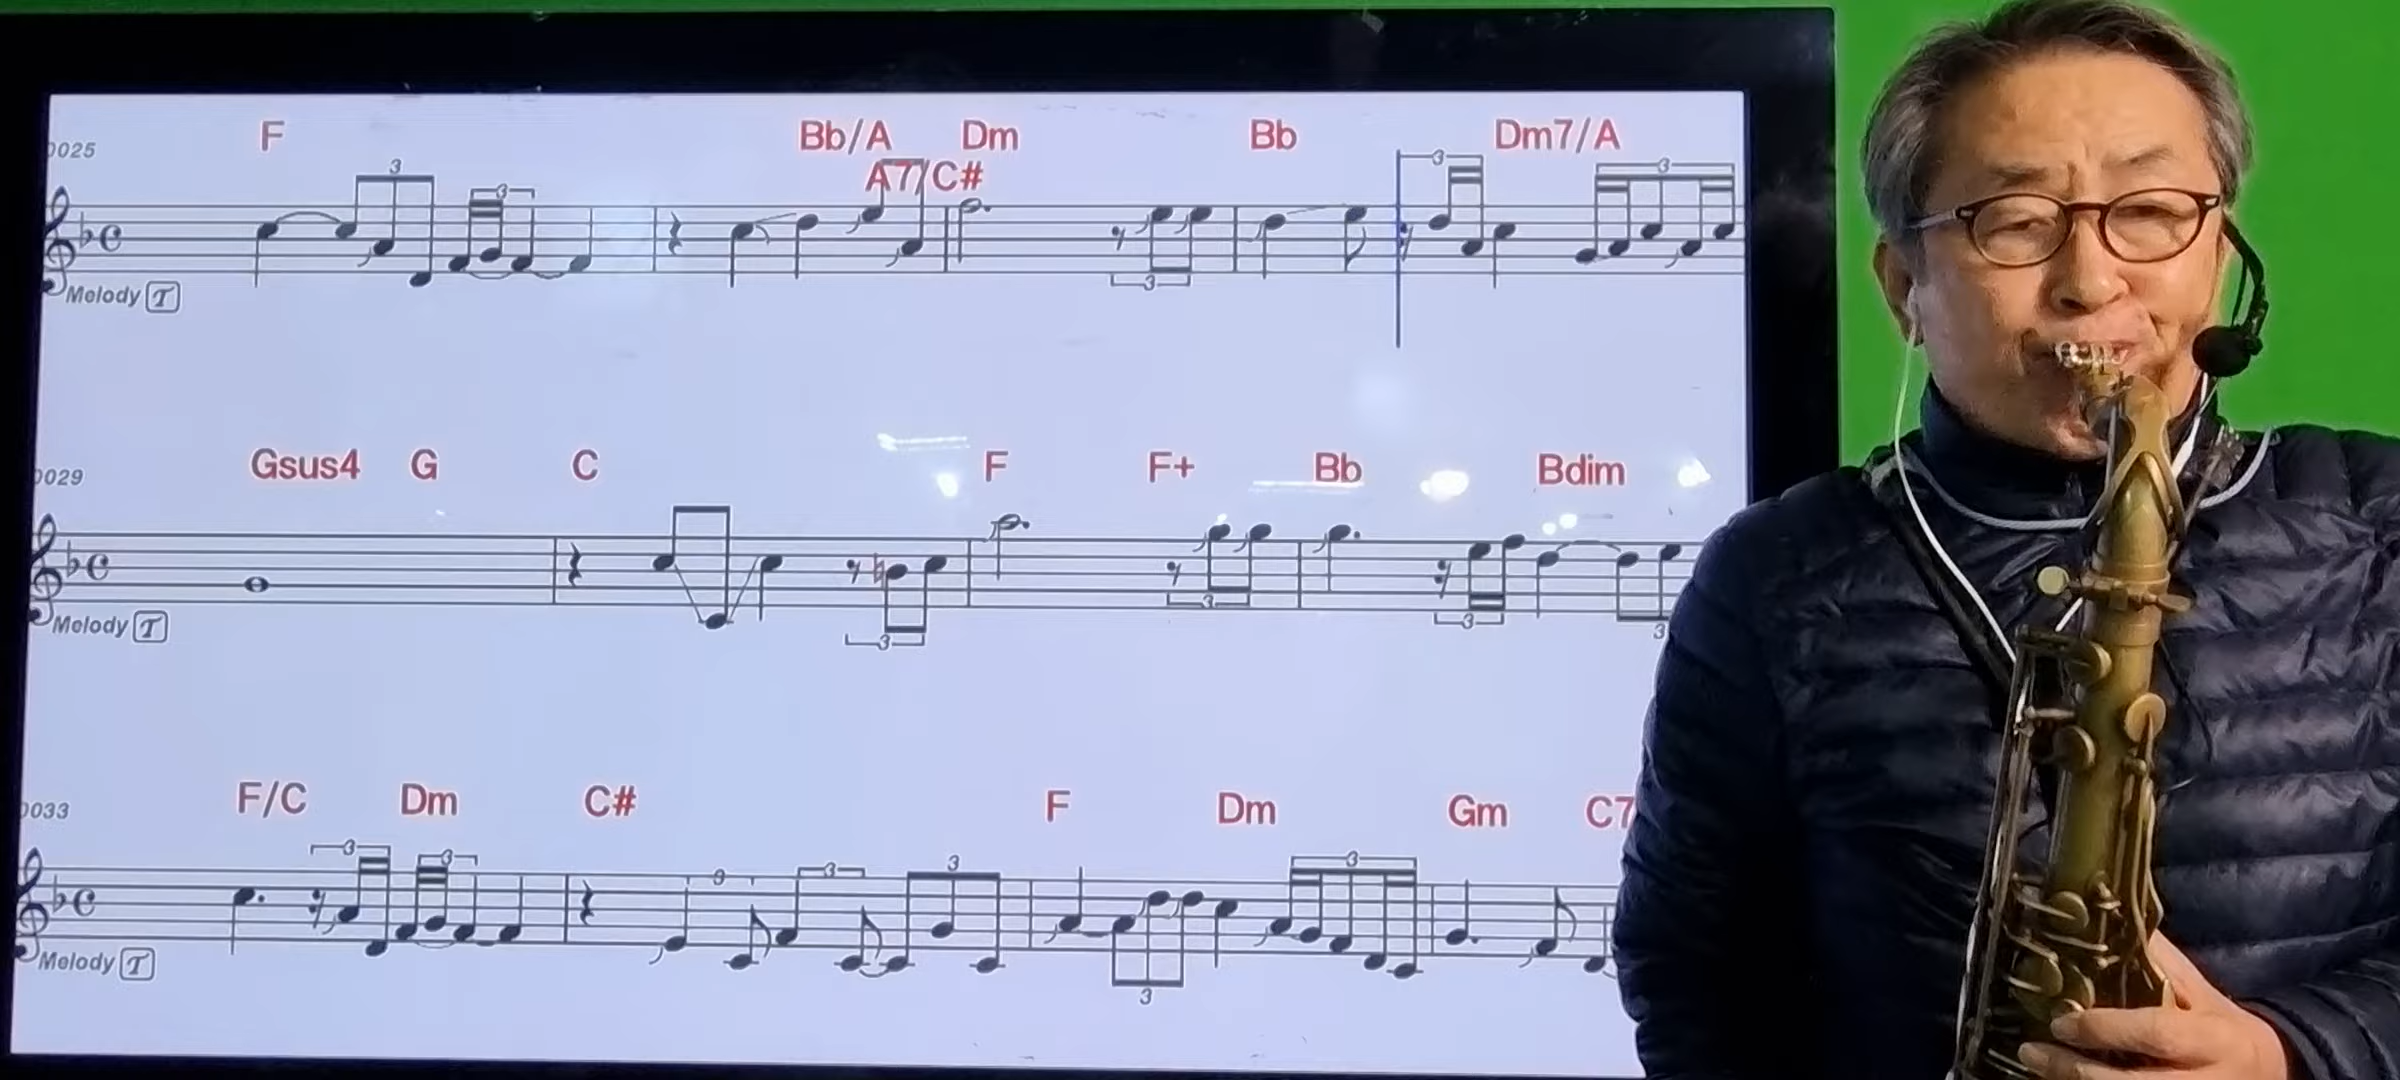 F Bb/A Dm Bb Dm7/A
0025 A7/C#
3 3 3 3
3
Melody T
Gsus4 G C F F+ Bb Bdim
0029
3 3 3 3
Melody T
F/C Dm C# F Dm Gm C7
0033
3 3 3 3 3
3
Melody T